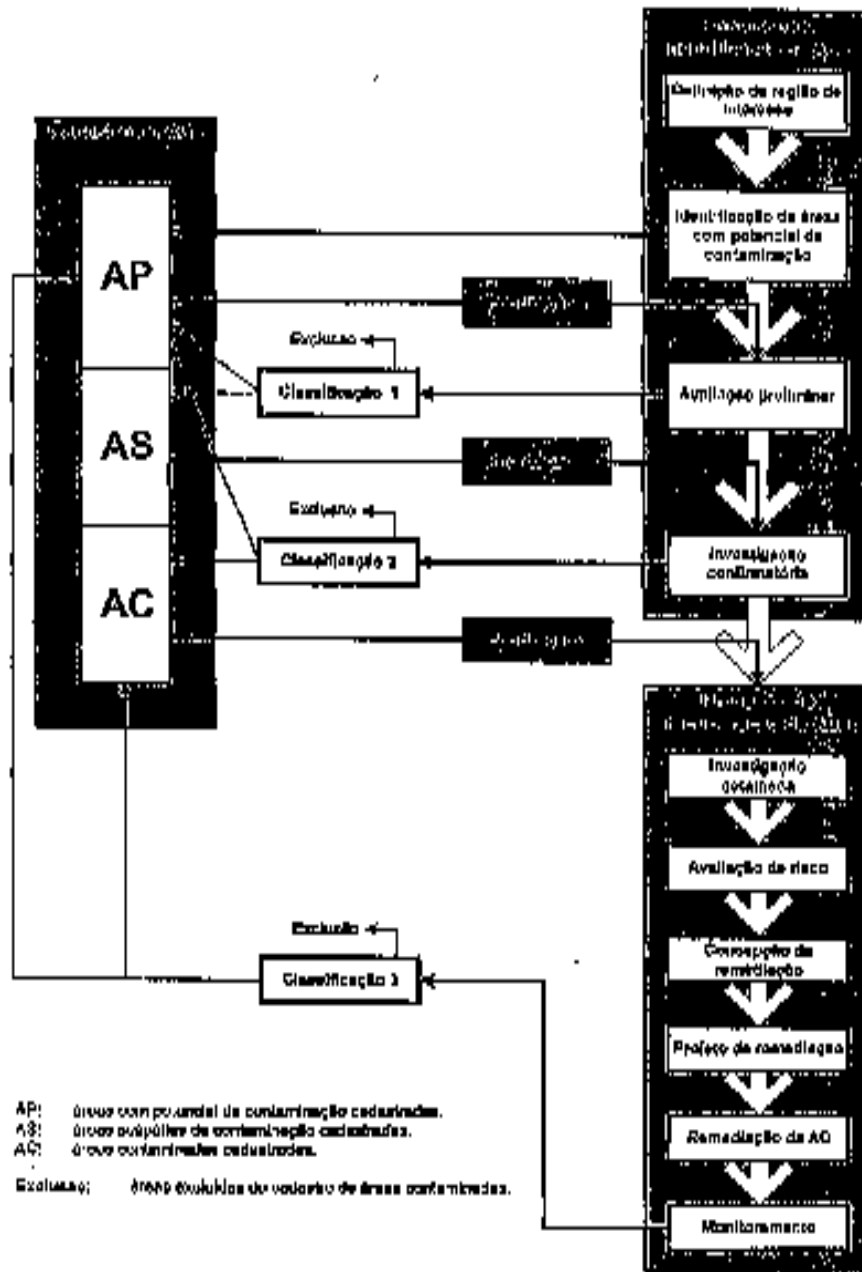 Definição da região de
interesse
Identificação de áreas
com potencial de
contaminação
AP
Exclusão
Classificação 1
Avaliação preliminar
AS
Exclusão
Classificação 2
Investigação
confirmatória
AC
Investigação
detalhada
Avaliação de risco
Concepção da
remediação
Exclusão
Classificação 3
Projeto de remediação
Remediação da AC
Monitoramento
AP: áreas com potencial de contaminação cadastradas.
AS: áreas suspeitas de contaminação cadastradas.
AC: áreas contaminadas cadastradas.
Exclusão: áreas excluídas do cadastro de áreas contaminadas.